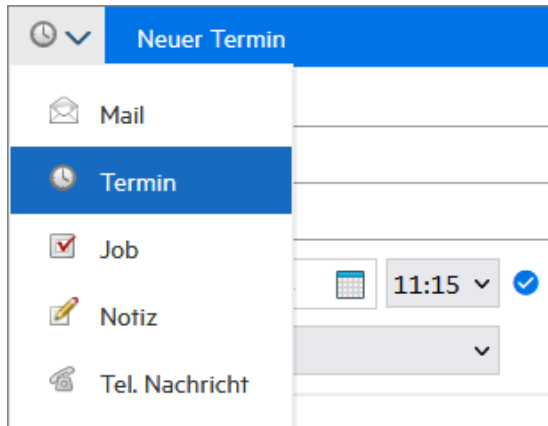 Neuer Termin
Mail
Termin
Job
11:15
Notiz
Tel. Nachricht